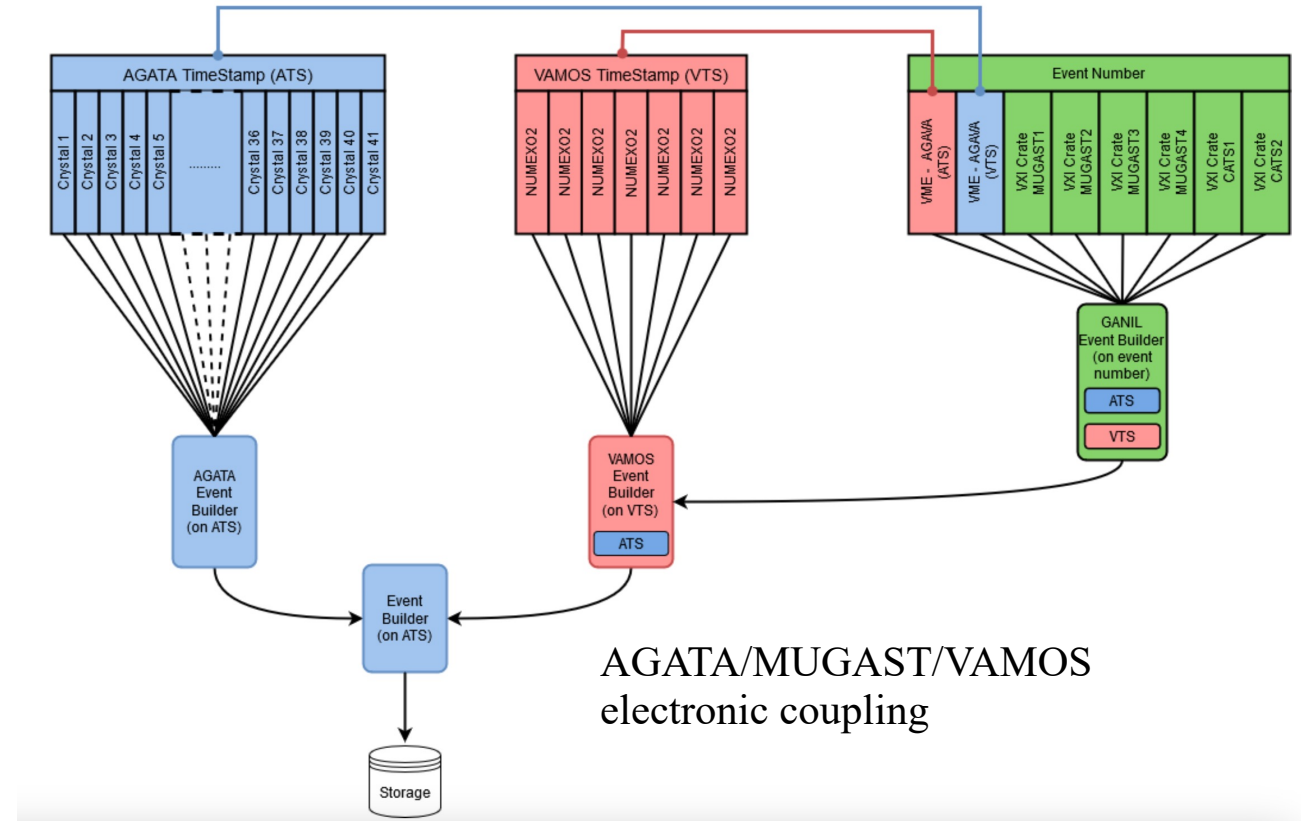 AGATA TimeStamp (ATS)
Crystal 1
Crystal 2
Crystal 3
Crystal 4
Crystal 5
.........
Crystal 36
Crystal 37
Crystal 38
Crystal 39
Crystal 40
Crystal 41
VAMOS TimeStamp (VTS)
NUMEXO2
NUMEXO2
NUMEXO2
NUMEXO2
NUMEXO2
NUMEXO2
NUMEXO2
Event Number
VME - AGAVA
(ATS)
VME - AGAVA
(VTS)
VXI Crate
MUGAST1
VXI Crate
MUGAST2
VXI Crate
MUGAST3
VXI Crate
MUGAST4
VXI Crate
CATS1
VXI Crate
CATS2
GANIL
Event Builder
(on event
number)
ATS
VTS
AGATA
Event
Builder
(on ATS)
VAMOS
Event
Builder
(on VTS)
ATS
Event
Builder
(on ATS)
AGATA/MUGAST/VAMOS
electronic coupling
Storage